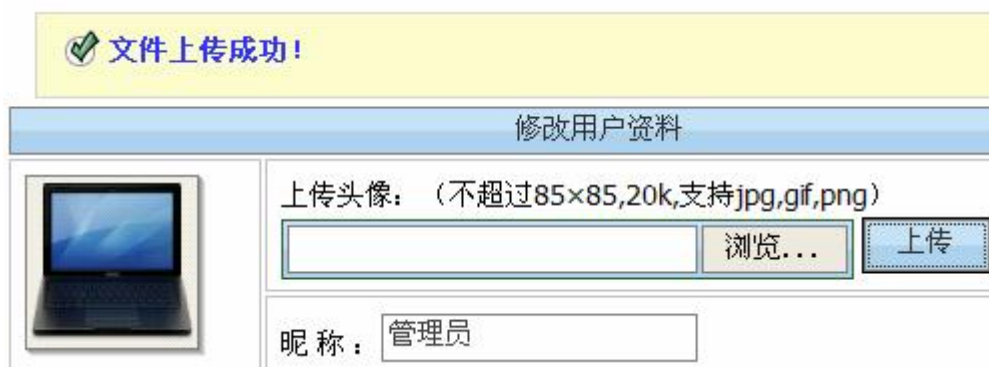 文件上传成功!
修改用户资料
上传头像: (不超过85×85,20k,支持jpg,gif,png)
浏览... 上传
昵 称: 管理员